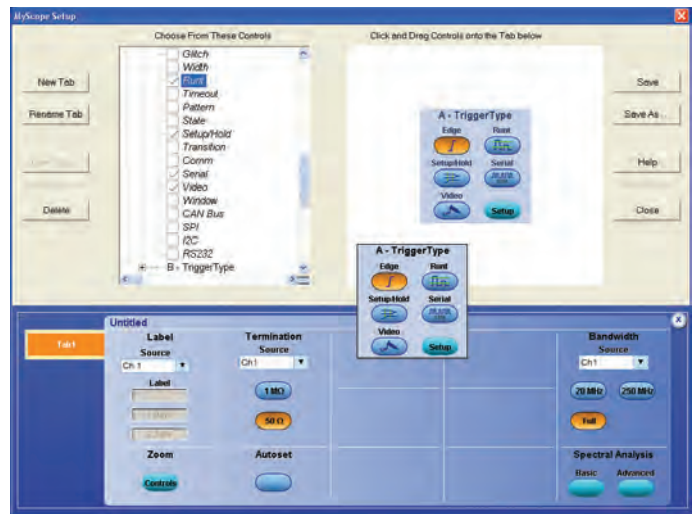 MyScope Setup
Choose From These Controls
Click and Drag Controls onto the Tab below
New Tab
Rename Tab
Delete
Glitch
Width
Runt
Timeout
Pattern
State
Setup/Hold
Transition
Comm
Serial
Video
Window
CAN Bus
SPI
I2C
RS232
B - TriggerType
A - TriggerType
Edge Runt
Setup/Hold Serial
Video
Setup
Save
Save As...
Help
Close
A - TriggerType
Edge Runt
Setup/Hold Serial
Video
Setup
Tab1
Untitled
Label
Source
Ch 1
Label
Zoom
Controls
Termination
Source
Ch1
1 MΩ
50 Ω
Autoset
Bandwidth
Source
Ch1
20 MHz 250 MHz
Full
Spectral Analysis
Basic Advanced